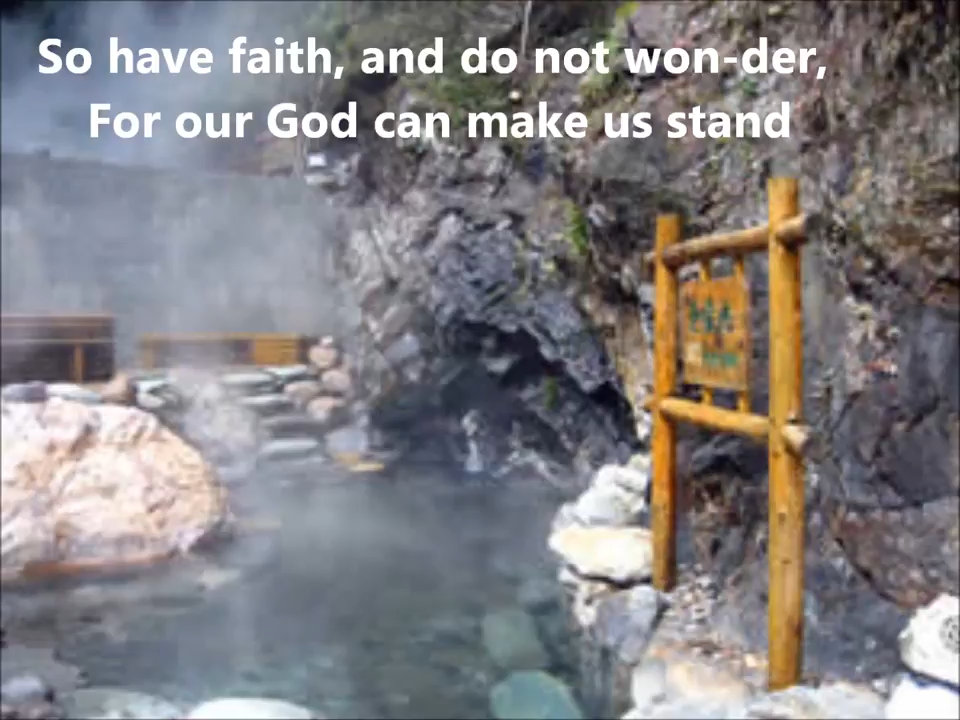 So have faith, and do not won-der,
For our God can make us stand